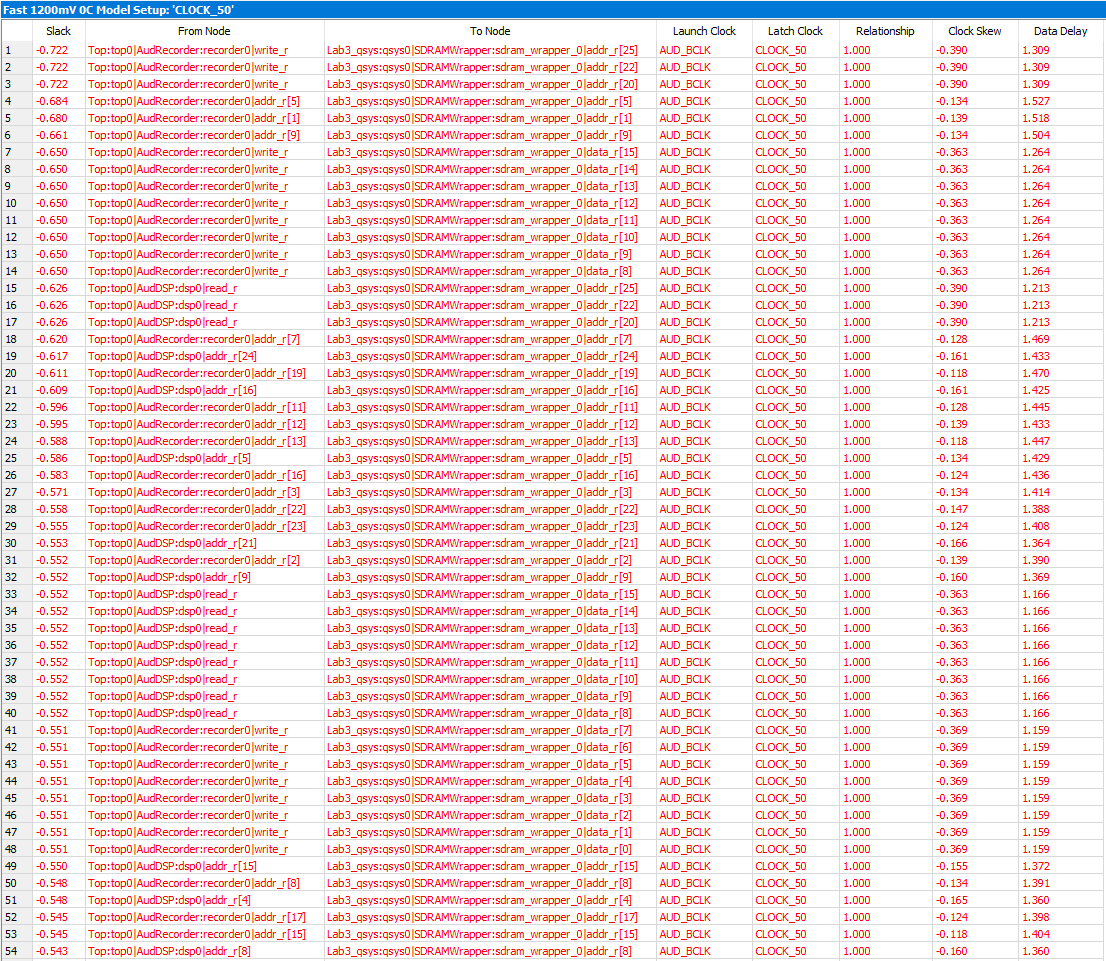 Fast 1200mV 0C Model Setup: 'CLOCK_50'
Slack From Node To Node Launch Clock Latch Clock Relationship Clock Skew Data Delay
1 -0.722 Top:top0|AudRecorder:recorder0|write_r Lab3_qsys:qsys0|SDRAMWrapper:sdram_wrapper_0|addr_r[25] AUD_BCLK CLOCK_50 1.000 -0.390 1.309
2 -0.722 Top:top0|AudRecorder:recorder0|write_r Lab3_qsys:qsys0|SDRAMWrapper:sdram_wrapper_0|addr_r[22] AUD_BCLK CLOCK_50 1.000 -0.390 1.309
3 -0.722 Top:top0|AudRecorder:recorder0|write_r Lab3_qsys:qsys0|SDRAMWrapper:sdram_wrapper_0|addr_r[20] AUD_BCLK CLOCK_50 1.000 -0.390 1.309
4 -0.684 Top:top0|AudRecorder:recorder0|addr_r[5] Lab3_qsys:qsys0|SDRAMWrapper:sdram_wrapper_0|addr_r[5] AUD_BCLK CLOCK_50 1.000 -0.134 1.527
5 -0.680 Top:top0|AudRecorder:recorder0|addr_r[1] Lab3_qsys:qsys0|SDRAMWrapper:sdram_wrapper_0|addr_r[1] AUD_BCLK CLOCK_50 1.000 -0.139 1.518
6 -0.661 Top:top0|AudRecorder:recorder0|addr_r[9] Lab3_qsys:qsys0|SDRAMWrapper:sdram_wrapper_0|addr_r[9] AUD_BCLK CLOCK_50 1.000 -0.134 1.504
7 -0.650 Top:top0|AudRecorder:recorder0|write_r Lab3_qsys:qsys0|SDRAMWrapper:sdram_wrapper_0|data_r[15] AUD_BCLK CLOCK_50 1.000 -0.363 1.264
8 -0.650 Top:top0|AudRecorder:recorder0|write_r Lab3_qsys:qsys0|SDRAMWrapper:sdram_wrapper_0|data_r[14] AUD_BCLK CLOCK_50 1.000 -0.363 1.264
9 -0.650 Top:top0|AudRecorder:recorder0|write_r Lab3_qsys:qsys0|SDRAMWrapper:sdram_wrapper_0|data_r[13] AUD_BCLK CLOCK_50 1.000 -0.363 1.264
10 -0.650 Top:top0|AudRecorder:recorder0|write_r Lab3_qsys:qsys0|SDRAMWrapper:sdram_wrapper_0|data_r[12] AUD_BCLK CLOCK_50 1.000 -0.363 1.264
11 -0.650 Top:top0|AudRecorder:recorder0|write_r Lab3_qsys:qsys0|SDRAMWrapper:sdram_wrapper_0|data_r[11] AUD_BCLK CLOCK_50 1.000 -0.363 1.264
12 -0.650 Top:top0|AudRecorder:recorder0|write_r Lab3_qsys:qsys0|SDRAMWrapper:sdram_wrapper_0|data_r[10] AUD_BCLK CLOCK_50 1.000 -0.363 1.264
13 -0.650 Top:top0|AudRecorder:recorder0|write_r Lab3_qsys:qsys0|SDRAMWrapper:sdram_wrapper_0|data_r[9] AUD_BCLK CLOCK_50 1.000 -0.363 1.264
14 -0.650 Top:top0|AudRecorder:recorder0|write_r Lab3_qsys:qsys0|SDRAMWrapper:sdram_wrapper_0|data_r[8] AUD_BCLK CLOCK_50 1.000 -0.363 1.264
15 -0.626 Top:top0|AudDSP:dsp0|read_r Lab3_qsys:qsys0|SDRAMWrapper:sdram_wrapper_0|addr_r[25] AUD_BCLK CLOCK_50 1.000 -0.390 1.213
16 -0.626 Top:top0|AudDSP:dsp0|read_r Lab3_qsys:qsys0|SDRAMWrapper:sdram_wrapper_0|addr_r[22] AUD_BCLK CLOCK_50 1.000 -0.390 1.213
17 -0.626 Top:top0|AudDSP:dsp0|read_r Lab3_qsys:qsys0|SDRAMWrapper:sdram_wrapper_0|addr_r[20] AUD_BCLK CLOCK_50 1.000 -0.390 1.213
18 -0.620 Top:top0|AudRecorder:recorder0|addr_r[7] Lab3_qsys:qsys0|SDRAMWrapper:sdram_wrapper_0|addr_r[7] AUD_BCLK CLOCK_50 1.000 -0.128 1.469
19 -0.617 Top:top0|AudDSP:dsp0|addr_r[24] Lab3_qsys:qsys0|SDRAMWrapper:sdram_wrapper_0|addr_r[24] AUD_BCLK CLOCK_50 1.000 -0.161 1.433
20 -0.611 Top:top0|AudRecorder:recorder0|addr_r[19] Lab3_qsys:qsys0|SDRAMWrapper:sdram_wrapper_0|addr_r[19] AUD_BCLK CLOCK_50 1.000 -0.118 1.470
21 -0.609 Top:top0|AudDSP:dsp0|addr_r[16] Lab3_qsys:qsys0|SDRAMWrapper:sdram_wrapper_0|addr_r[16] AUD_BCLK CLOCK_50 1.000 -0.161 1.425
22 -0.596 Top:top0|AudRecorder:recorder0|addr_r[11] Lab3_qsys:qsys0|SDRAMWrapper:sdram_wrapper_0|addr_r[11] AUD_BCLK CLOCK_50 1.000 -0.128 1.445
23 -0.595 Top:top0|AudRecorder:recorder0|addr_r[12] Lab3_qsys:qsys0|SDRAMWrapper:sdram_wrapper_0|addr_r[12] AUD_BCLK CLOCK_50 1.000 -0.139 1.433
24 -0.588 Top:top0|AudRecorder:recorder0|addr_r[13] Lab3_qsys:qsys0|SDRAMWrapper:sdram_wrapper_0|addr_r[13] AUD_BCLK CLOCK_50 1.000 -0.118 1.447
25 -0.586 Top:top0|AudDSP:dsp0|addr_r[5] Lab3_qsys:qsys0|SDRAMWrapper:sdram_wrapper_0|addr_r[5] AUD_BCLK CLOCK_50 1.000 -0.134 1.429
26 -0.583 Top:top0|AudRecorder:recorder0|addr_r[16] Lab3_qsys:qsys0|SDRAMWrapper:sdram_wrapper_0|addr_r[16] AUD_BCLK CLOCK_50 1.000 -0.124 1.436
27 -0.571 Top:top0|AudRecorder:recorder0|addr_r[3] Lab3_qsys:qsys0|SDRAMWrapper:sdram_wrapper_0|addr_r[3] AUD_BCLK CLOCK_50 1.000 -0.134 1.414
28 -0.558 Top:top0|AudRecorder:recorder0|addr_r[22] Lab3_qsys:qsys0|SDRAMWrapper:sdram_wrapper_0|addr_r[22] AUD_BCLK CLOCK_50 1.000 -0.147 1.388
29 -0.555 Top:top0|AudRecorder:recorder0|addr_r[23] Lab3_qsys:qsys0|SDRAMWrapper:sdram_wrapper_0|addr_r[23] AUD_BCLK CLOCK_50 1.000 -0.124 1.408
30 -0.553 Top:top0|AudDSP:dsp0|addr_r[21] Lab3_qsys:qsys0|SDRAMWrapper:sdram_wrapper_0|addr_r[21] AUD_BCLK CLOCK_50 1.000 -0.166 1.364
31 -0.552 Top:top0|AudRecorder:recorder0|addr_r[2] Lab3_qsys:qsys0|SDRAMWrapper:sdram_wrapper_0|addr_r[2] AUD_BCLK CLOCK_50 1.000 -0.139 1.390
32 -0.552 Top:top0|AudDSP:dsp0|addr_r[9] Lab3_qsys:qsys0|SDRAMWrapper:sdram_wrapper_0|addr_r[9] AUD_BCLK CLOCK_50 1.000 -0.160 1.369
33 -0.552 Top:top0|AudDSP:dsp0|read_r Lab3_qsys:qsys0|SDRAMWrapper:sdram_wrapper_0|data_r[15] AUD_BCLK CLOCK_50 1.000 -0.363 1.166
34 -0.552 Top:top0|AudDSP:dsp0|read_r Lab3_qsys:qsys0|SDRAMWrapper:sdram_wrapper_0|data_r[14] AUD_BCLK CLOCK_50 1.000 -0.363 1.166
35 -0.552 Top:top0|AudDSP:dsp0|read_r Lab3_qsys:qsys0|SDRAMWrapper:sdram_wrapper_0|data_r[13] AUD_BCLK CLOCK_50 1.000 -0.363 1.166
36 -0.552 Top:top0|AudDSP:dsp0|read_r Lab3_qsys:qsys0|SDRAMWrapper:sdram_wrapper_0|data_r[12] AUD_BCLK CLOCK_50 1.000 -0.363 1.166
37 -0.552 Top:top0|AudDSP:dsp0|read_r Lab3_qsys:qsys0|SDRAMWrapper:sdram_wrapper_0|data_r[11] AUD_BCLK CLOCK_50 1.000 -0.363 1.166
38 -0.552 Top:top0|AudDSP:dsp0|read_r Lab3_qsys:qsys0|SDRAMWrapper:sdram_wrapper_0|data_r[10] AUD_BCLK CLOCK_50 1.000 -0.363 1.166
39 -0.552 Top:top0|AudDSP:dsp0|read_r Lab3_qsys:qsys0|SDRAMWrapper:sdram_wrapper_0|data_r[9] AUD_BCLK CLOCK_50 1.000 -0.363 1.166
40 -0.552 Top:top0|AudDSP:dsp0|read_r Lab3_qsys:qsys0|SDRAMWrapper:sdram_wrapper_0|data_r[8] AUD_BCLK CLOCK_50 1.000 -0.363 1.166
41 -0.551 Top:top0|AudRecorder:recorder0|write_r Lab3_qsys:qsys0|SDRAMWrapper:sdram_wrapper_0|data_r[7] AUD_BCLK CLOCK_50 1.000 -0.369 1.159
42 -0.551 Top:top0|AudRecorder:recorder0|write_r Lab3_qsys:qsys0|SDRAMWrapper:sdram_wrapper_0|data_r[6] AUD_BCLK CLOCK_50 1.000 -0.369 1.159
43 -0.551 Top:top0|AudRecorder:recorder0|write_r Lab3_qsys:qsys0|SDRAMWrapper:sdram_wrapper_0|data_r[5] AUD_BCLK CLOCK_50 1.000 -0.369 1.159
44 -0.551 Top:top0|AudRecorder:recorder0|write_r Lab3_qsys:qsys0|SDRAMWrapper:sdram_wrapper_0|data_r[4] AUD_BCLK CLOCK_50 1.000 -0.369 1.159
45 -0.551 Top:top0|AudRecorder:recorder0|write_r Lab3_qsys:qsys0|SDRAMWrapper:sdram_wrapper_0|data_r[3] AUD_BCLK CLOCK_50 1.000 -0.369 1.159
46 -0.551 Top:top0|AudRecorder:recorder0|write_r Lab3_qsys:qsys0|SDRAMWrapper:sdram_wrapper_0|data_r[2] AUD_BCLK CLOCK_50 1.000 -0.369 1.159
47 -0.551 Top:top0|AudRecorder:recorder0|write_r Lab3_qsys:qsys0|SDRAMWrapper:sdram_wrapper_0|data_r[1] AUD_BCLK CLOCK_50 1.000 -0.369 1.159
48 -0.551 Top:top0|AudRecorder:recorder0|write_r Lab3_qsys:qsys0|SDRAMWrapper:sdram_wrapper_0|data_r[0] AUD_BCLK CLOCK_50 1.000 -0.369 1.159
49 -0.550 Top:top0|AudDSP:dsp0|addr_r[15] Lab3_qsys:qsys0|SDRAMWrapper:sdram_wrapper_0|addr_r[15] AUD_BCLK CLOCK_50 1.000 -0.155 1.372
50 -0.548 Top:top0|AudRecorder:recorder0|addr_r[8] Lab3_qsys:qsys0|SDRAMWrapper:sdram_wrapper_0|addr_r[8] AUD_BCLK CLOCK_50 1.000 -0.134 1.391
51 -0.548 Top:top0|AudDSP:dsp0|addr_r[4] Lab3_qsys:qsys0|SDRAMWrapper:sdram_wrapper_0|addr_r[4] AUD_BCLK CLOCK_50 1.000 -0.165 1.360
52 -0.545 Top:top0|AudRecorder:recorder0|addr_r[17] Lab3_qsys:qsys0|SDRAMWrapper:sdram_wrapper_0|addr_r[17] AUD_BCLK CLOCK_50 1.000 -0.124 1.398
53 -0.545 Top:top0|AudRecorder:recorder0|addr_r[15] Lab3_qsys:qsys0|SDRAMWrapper:sdram_wrapper_0|addr_r[15] AUD_BCLK CLOCK_50 1.000 -0.118 1.404
54 -0.543 Top:top0|AudDSP:dsp0|addr_r[8] Lab3_qsys:qsys0|SDRAMWrapper:sdram_wrapper_0|addr_r[8] AUD_BCLK CLOCK_50 1.000 -0.160 1.360